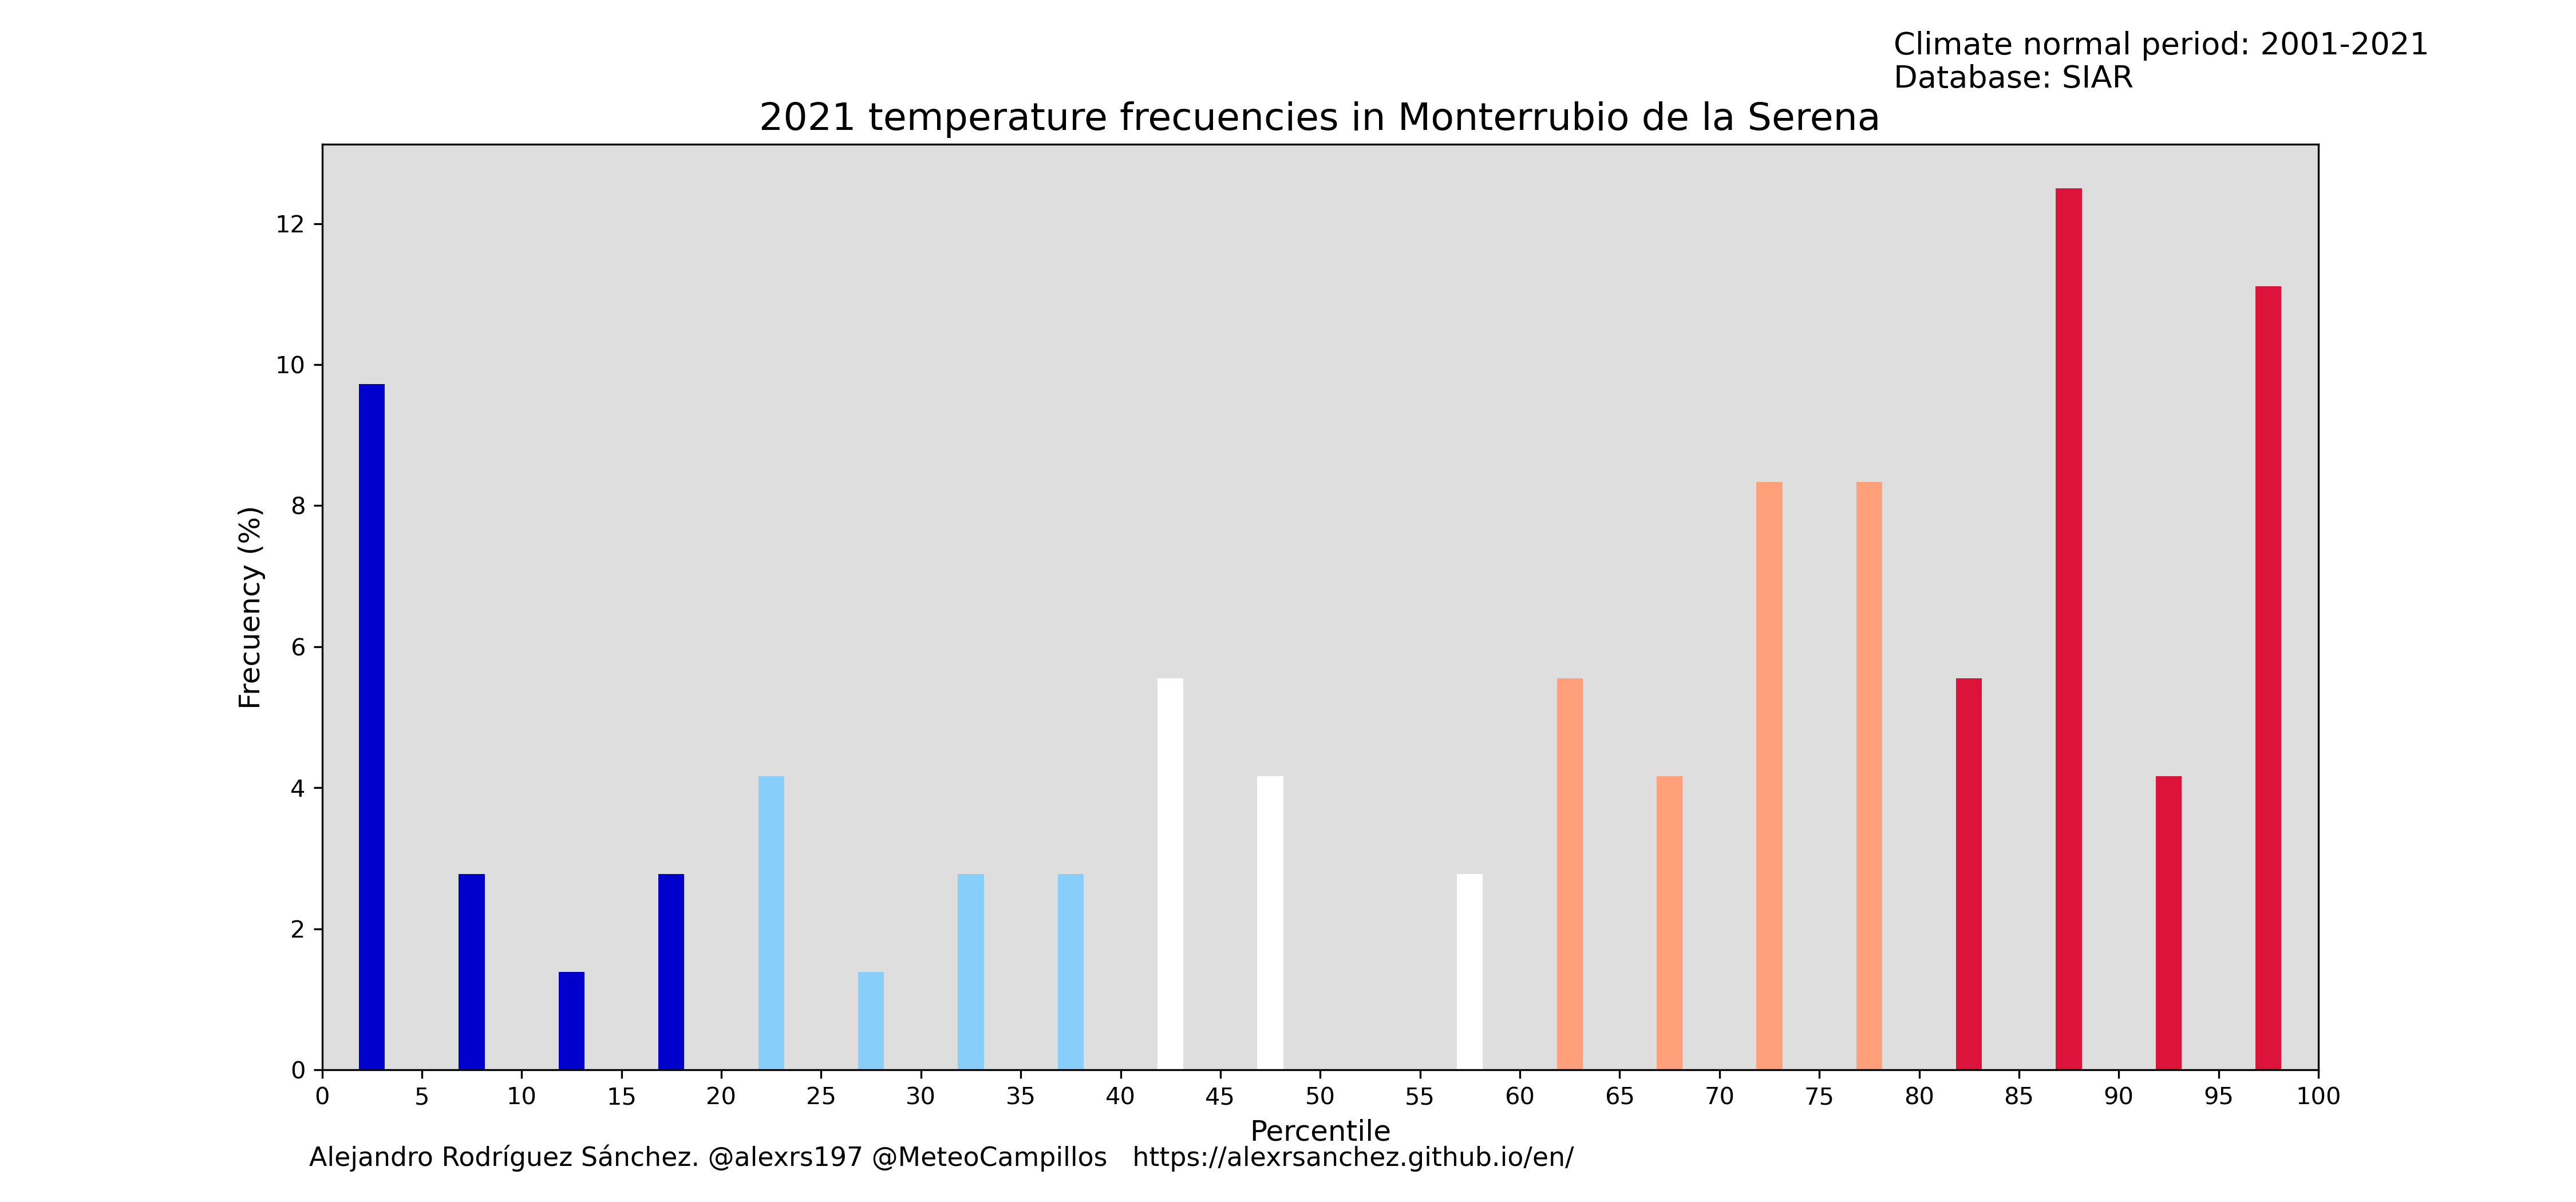 Climate normal period: 2001-2021
Database: SIAR
2021 temperature frecuencies in Monterrubio de la Serena
12
10
8
6
4
2
0
Frecuency (%)
0 5 10 15 20 25 30 35 40 45 50 55 60 65 70 75 80 85 90 95 100
Percentile
Alejandro Rodríguez Sánchez. @alexrs197 @MeteoCampillos https://alexrsanchez.github.io/en/